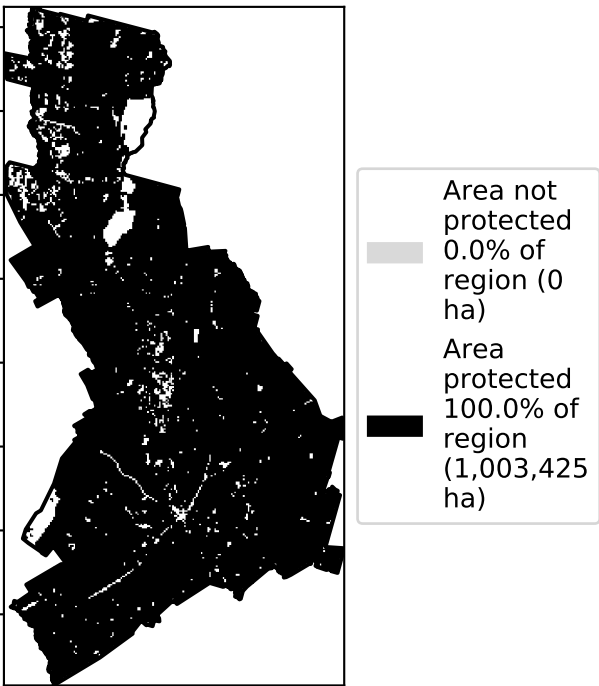 Area not
protected
0.0% of
region (0
ha)
Area
protected
100.0% of
region
(1,003,425
ha)